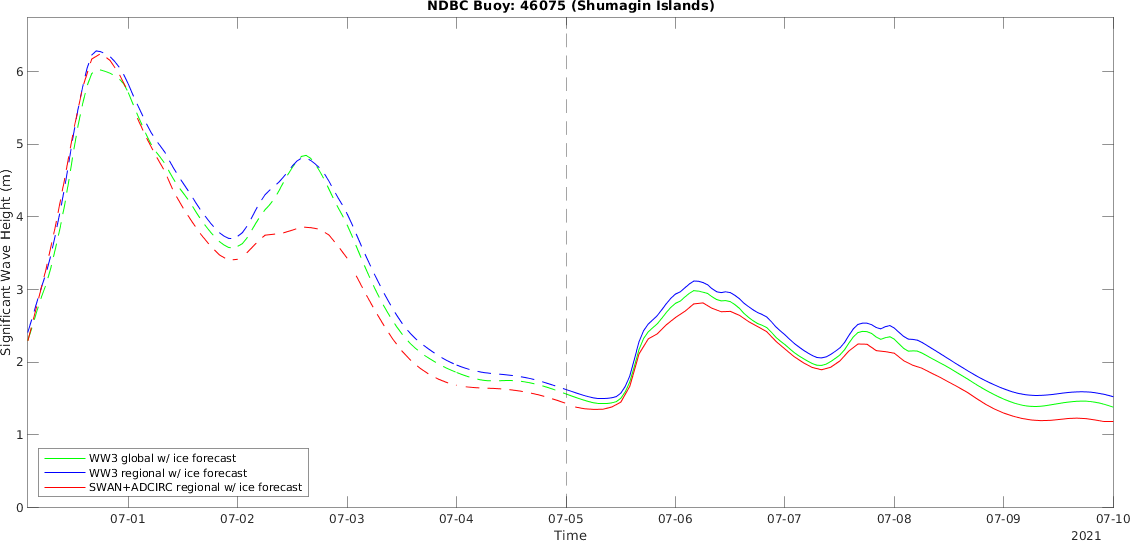 NDBC Buoy: 46075 (Shumagin Islands)
Significant Wave Height (m)
6
5
4
3
2
1
0
WW3 global w/ ice forecast
WW3 regional w/ ice forecast
SWAN+ADCIRC regional w/ ice forecast
07-01 07-02 07-03 07-04 07-05 07-06 07-07 07-08 07-09 07-10
Time
2021